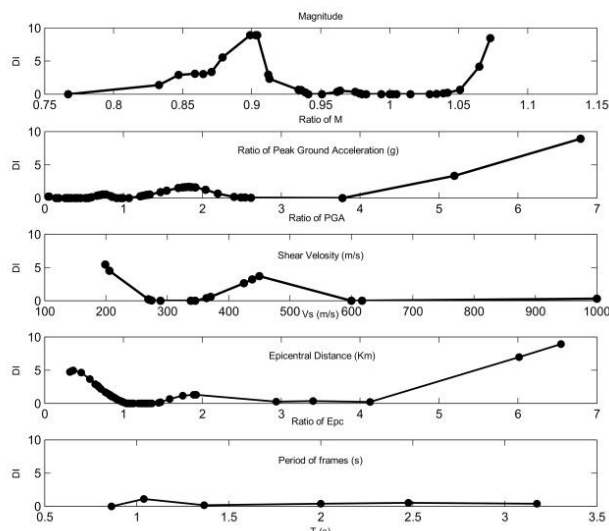 Magnitude
10
5
0
DI
0.75 0.8 0.85 0.9 0.95 1 1.05 1.1 1.15
Ratio of M
10
5
0
DI
Ratio of Peak Ground Acceleration (g)
0 1 2 3 4 5 6 7
Ratio of PGA
10
5
0
DI
Shear Velocity (m/s)
100 200 300 400 500 600 700 800 900 1000
Vs (m/s)
10
5
0
DI
Epicentral Distance (Km)
0 1 2 3 4 5 6 7
Ratio of Epc
10
5
0
DI
Period of frames (s)
0.5 1 1.5 2 2.5 3 3.5